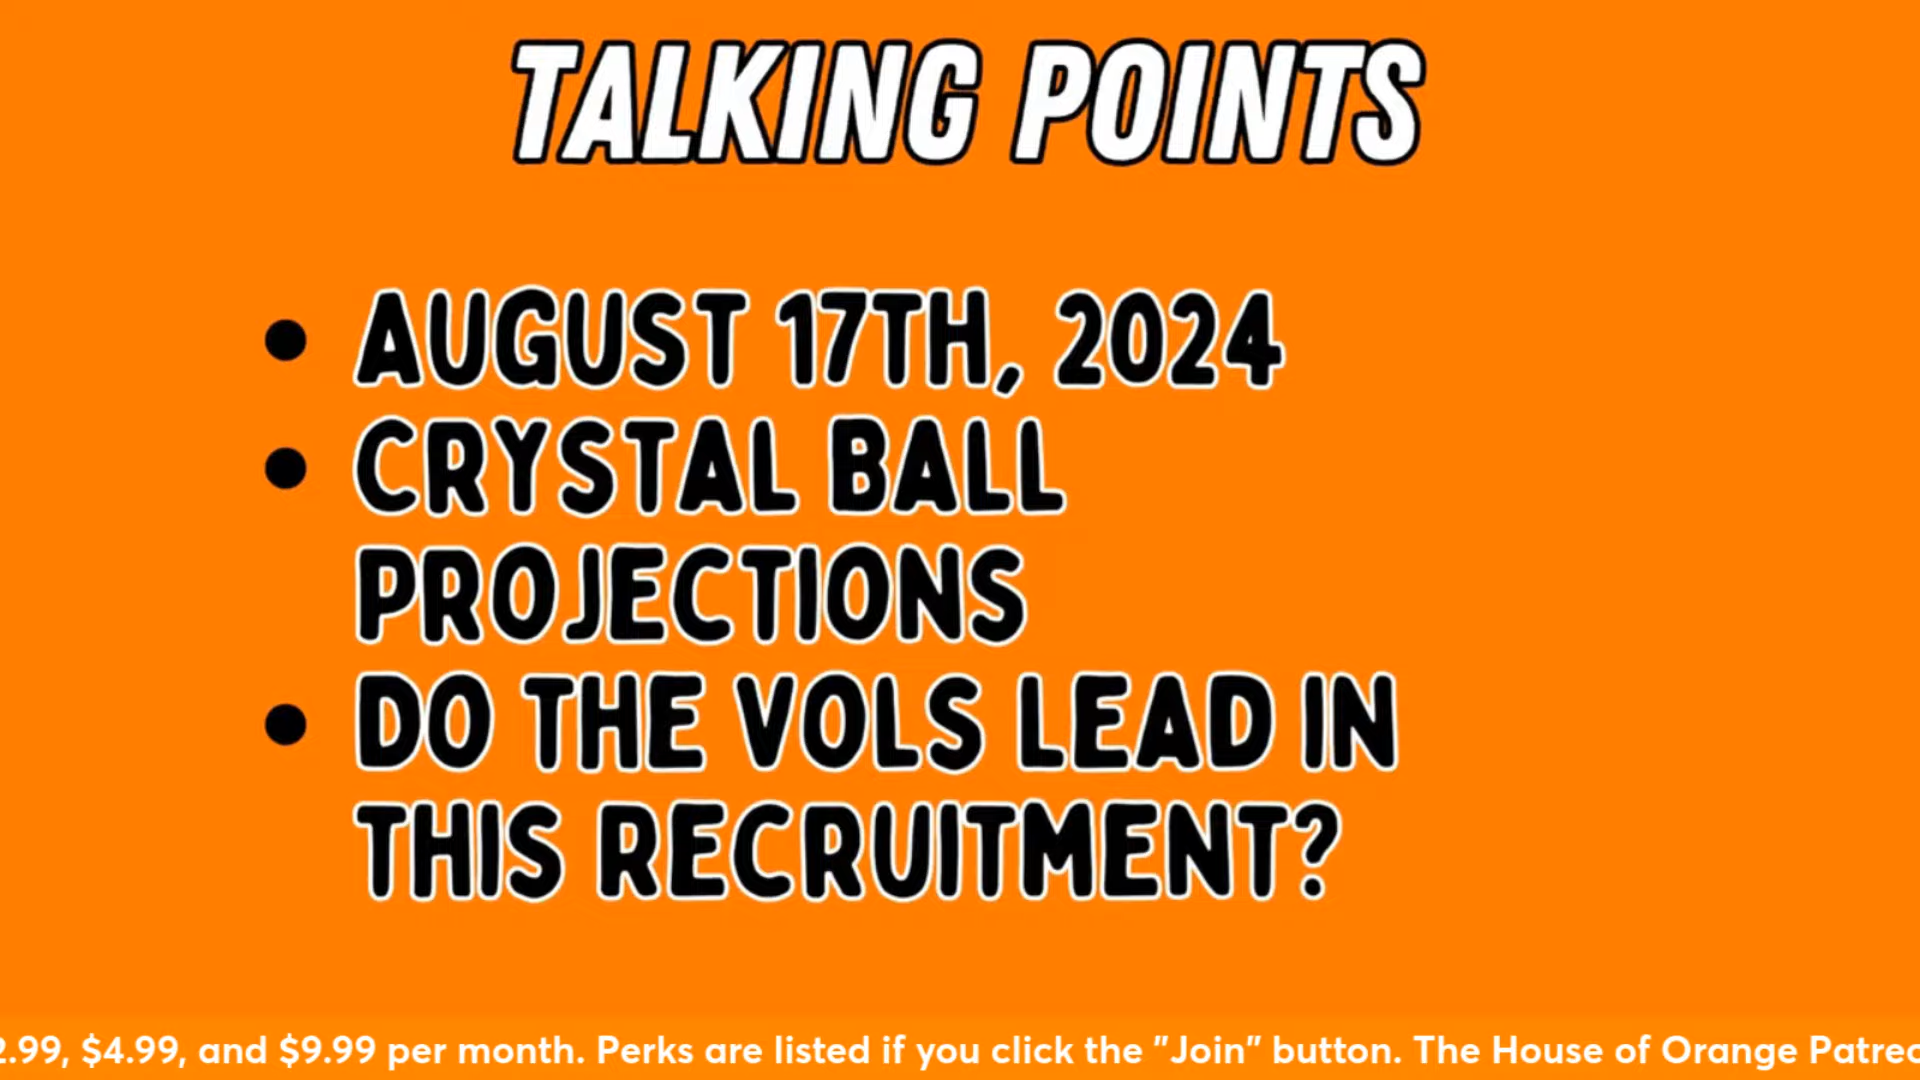 TALKING POINTS
• AUGUST 17TH, 2024
• CRYSTAL BALL
PROJECTIONS
• DO THE VOLS LEAD IN
THIS RECRUITMENT?
2.99, $4.99, and $9.99 per month. Perks are listed if you click the "Join" button. The House of Orange